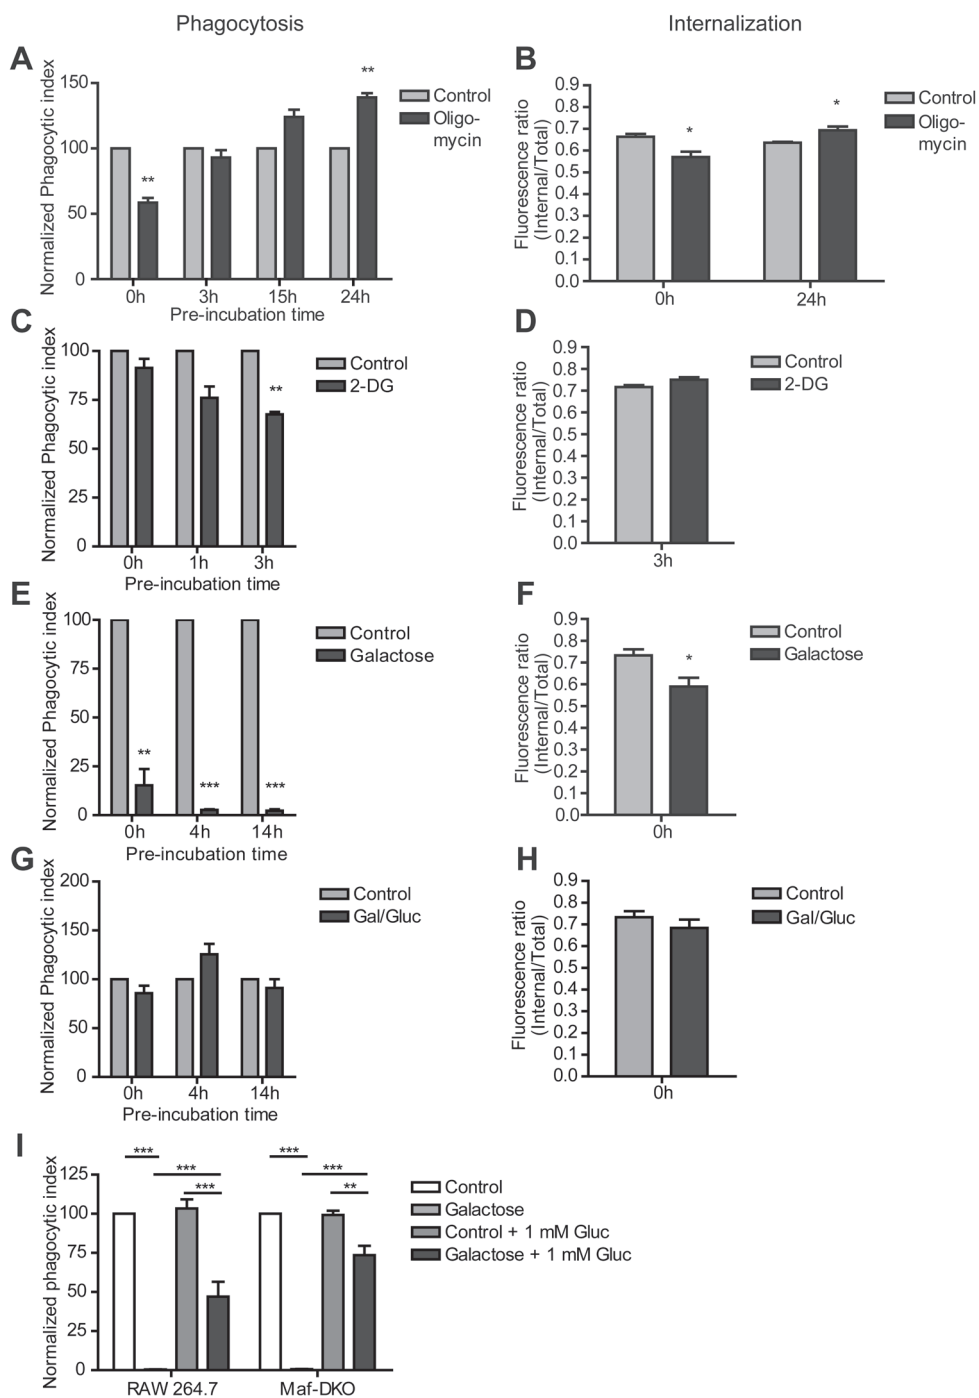 Phagocytosis
Internalization
A
Normalized Phagocytic index
150
100
50
0
**
**
0h 3h 15h 24h
Pre-incubation time
Control
Oligo-
mycin
B
Fluorescence ratio
(Internal/Total)
0.9
0.8
0.7
0.6
0.5
0.4
0.3
0.2
0.1
0.0
*
*
0h 24h
Control
Oligo-
mycin
C
Normalized Phagocytic index
100
75
50
25
0
**
0h 1h 3h
Pre-incubation time
Control
2-DG
D
Fluorescence ratio
(Internal/Total)
0.9
0.8
0.7
0.6
0.5
0.4
0.3
0.2
0.1
0.0
3h
Control
2-DG
E
Normalized Phagocytic index
100
75
50
25
0
**
***
***
0h 4h 14h
Pre-incubation time
Control
Galactose
F
Fluorescence ratio
(Internal/Total)
0.9
0.8
0.7
0.6
0.5
0.4
0.3
0.2
0.1
0.0
*
0h
Control
Galactose
G
Normalized Phagocytic index
200
150
100
50
0
0h 4h 14h
Pre-incubation time
Control
Gal/Gluc
H
Fluorescence ratio
(Internal/Total)
0.9
0.8
0.7
0.6
0.5
0.4
0.3
0.2
0.1
0.0
0h
Control
Gal/Gluc
I
Normalized phagocytic index
125
100
75
50
25
0
*** ***
*** ***
*** **
RAW 264.7 Maf-DKO
Control
Galactose
Control + 1 mM Gluc
Galactose + 1 mM Gluc